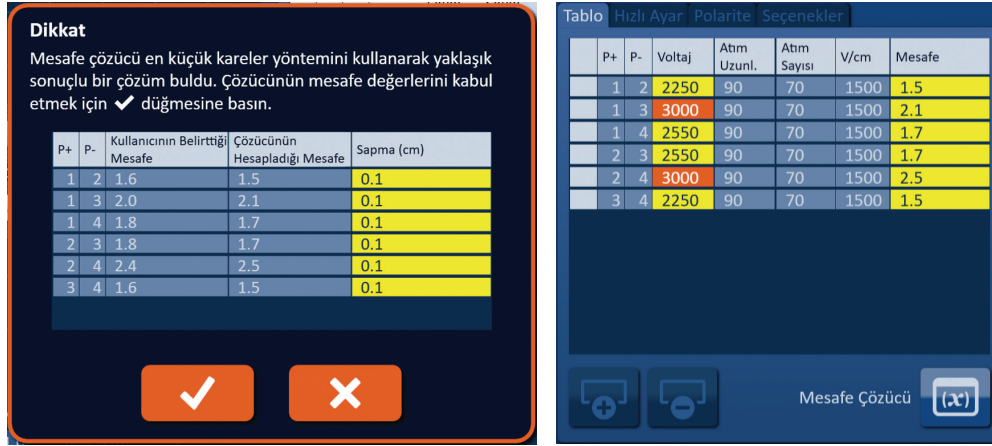 Dikkat
Mesafe çözücü en küçük kareler yöntemini kullanarak yaklaşık
sonuçlu bir çözüm buldu. Çözücünün mesafe değerlerini kabul
etmek için ✔ düğmesine basın.
P+ P- Kullanıcının Belirttiği Mesafe Çözücünün Hesapladığı Mesafe Sapma (cm)
1 2 1.6 1.5 0.1
1 3 2.0 2.1 0.1
1 4 1.8 1.7 0.1
2 3 1.8 1.7 0.1
2 4 2.4 2.5 0.1
3 4 1.6 1.5 0.1
Tablo Hızlı Ayar Polarite Seçenekler
P+ P- Voltaj Atım Uzunl. Atım Sayısı V/cm Mesafe
1 2 2250 90 70 1500 1.5
1 3 3000 90 70 1500 2.1
1 4 2550 90 70 1500 1.7
2 3 2550 90 70 1500 1.7
2 4 3000 90 70 1500 2.5
3 4 2250 90 70 1500 1.5
Mesafe Çözücü (x)